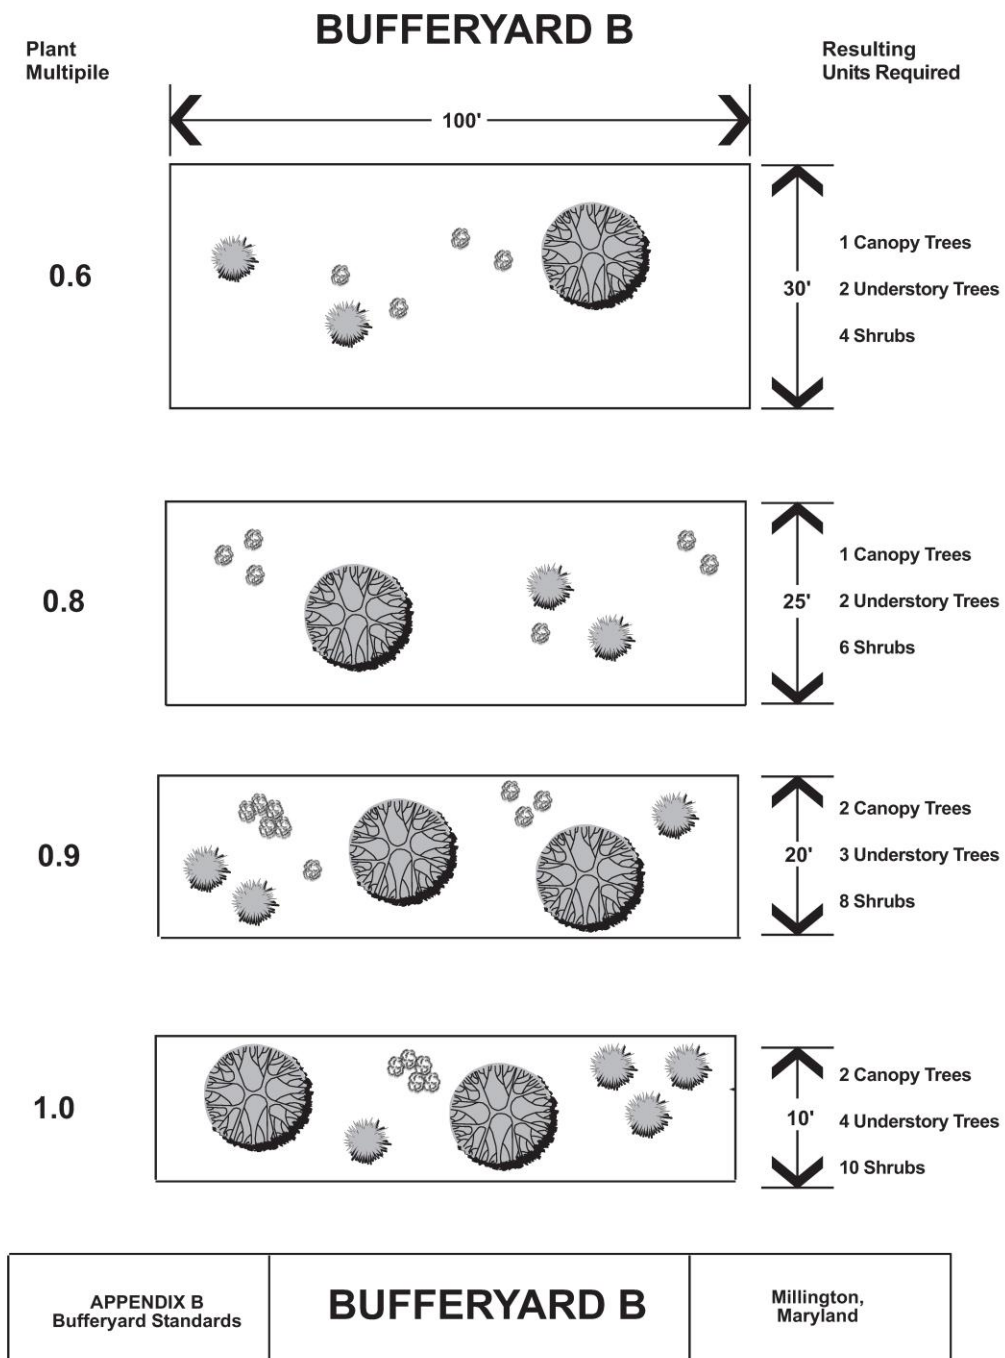 BUFFERYARD B
Plant
Multipile
Resulting
Units Required
100'
0.6
30'
1 Canopy Trees
2 Understory Trees
4 Shrubs
0.8
25'
1 Canopy Trees
2 Understory Trees
6 Shrubs
0.9
20'
2 Canopy Trees
3 Understory Trees
8 Shrubs
1.0
10'
2 Canopy Trees
4 Understory Trees
10 Shrubs
APPENDIX B
Bufferyard Standards
BUFFERYARD B
Millington,
Maryland